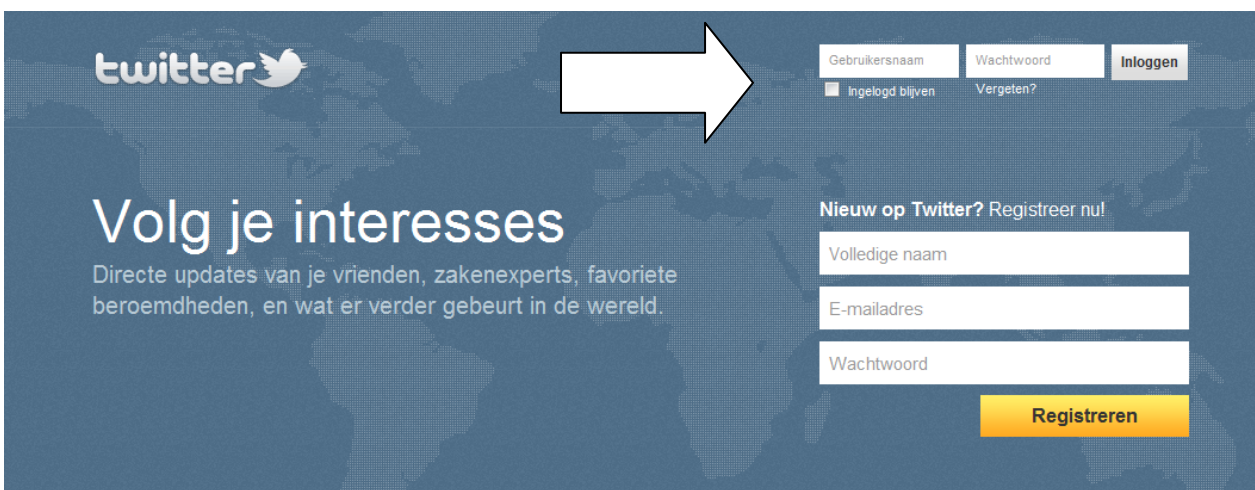 twitter
Gebruikersnaam Wachtwoord Inloggen
Ingelogd blijven Vergeten?
Volg je interesses
Directe updates van je vrienden, zakenexperts, favoriete
beroemdheden, en wat er verder gebeurt in de wereld.
Nieuw op Twitter? Registreer nu!
Volledige naam
E-mailadres
Wachtwoord
Registreren